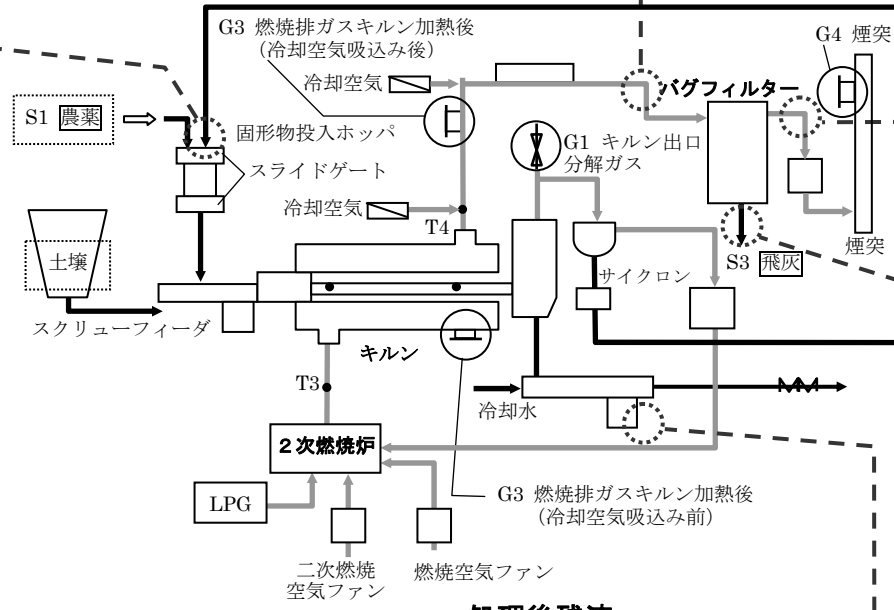 G3 燃焼排ガスキルン加熱後
（冷却空気吸込み後）
G4 煙突
冷却空気
バグフィルター
S1 農薬
固形物投入ホッパ
G1 キルン出口
分解ガス
スライドゲート
冷却空気
T4
煙突
土壌
サイクロン
S3 飛灰
スクリューフィーダ
キルン
T3
冷却水
２次燃焼炉
LPG
G3 燃焼排ガスキルン加熱後
（冷却空気吸込み前）
二次燃焼
空気ファン
燃焼空気ファン